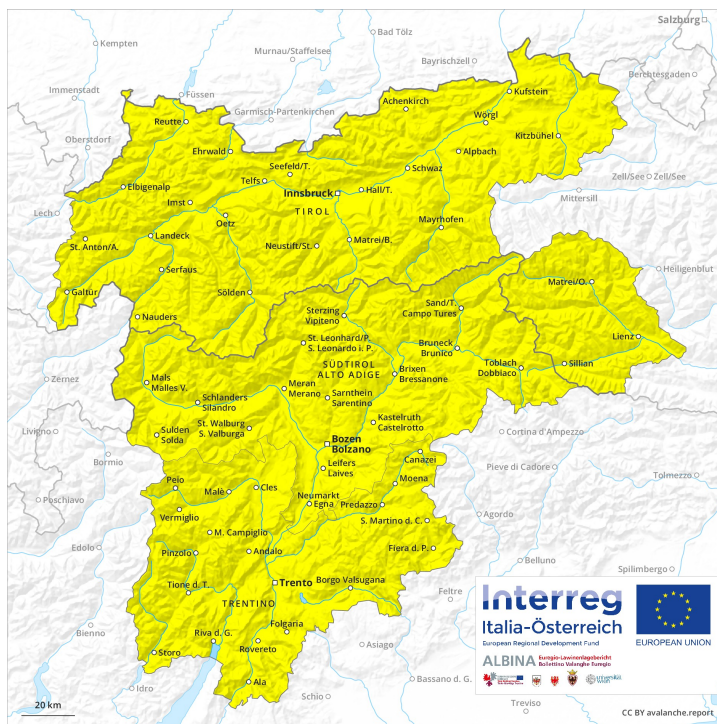 Salzburg
Bad Tölz
Kempten
Murnau/Staffelsee
Bayrischzell
Berchtesgaden
Immenstadt
Füssen
Garmisch-Partenkirchen
Achenkirch
Kufstein
Wörgl
Reutte
Kitzbühel
Oberstdorf
Ehrwald
Seefeld/T.
Alpbach
Schwaz
Telfs
Zell/See
Zell/See
Elbigenalp
Innsbruck
Hall/T.
Mittersill
Lech
Imst
TIROL
Oetz
Mayrhofen
St. Anton/A.
Landeck
Neustift/St.
Matrei/B.
Serfaus
Heiligenblut
Galtür
Sölden
Matrei/O.
Nauders
Sand/T.
Campo Tures
Sterzing
Vipiteno
Lienz
St. Leonhard/P.
S. Leonardo i. P.
Bruneck
Brunico
Toblach
Dobbiaco
Sillian
SÜDTIROL
ALTO ADIGE
Brixen
Bressanone
Zernez
Mals
Malles V.
Meran
Merano
Schlanders
Silandro
Sarnthein
Sarentino
Kastelruth
Castelrotto
St. Walburg
S. Valburga
Livigno
Sulden
Solda
Cortina d'Ampezzo
Bozen
Bolzano
Bormio
Canazei
Pieve di Cadore
Leifers
Laives
Tolmezzo
Peio
Moena
Malè
Cles
Neumarkt
Egna
Predazzo
Poschiavo
Vermiglio
Agordo
S. Martino d. C.
M. Campiglio
Edolo
Pinzolo
Andalo
Fiera d. P.
Belluno
Spilimbergo
Tione d. T.
Trento
Borgo Valsugana
Feltre
TRENTINO
Folgaria
Bienno
Riva d. G.
Rovereto
Asiago
Storo
Bassano d. G.
Idro
Ala
Schio
Treviso
20 km
Interreg
Italia-Österreich
European Regional Development Fund
EUROPEAN UNION
ALBINA
Euregio-Lawinenlagebericht
Bollettino Valanghe Euregio
CC BY avalanche.report